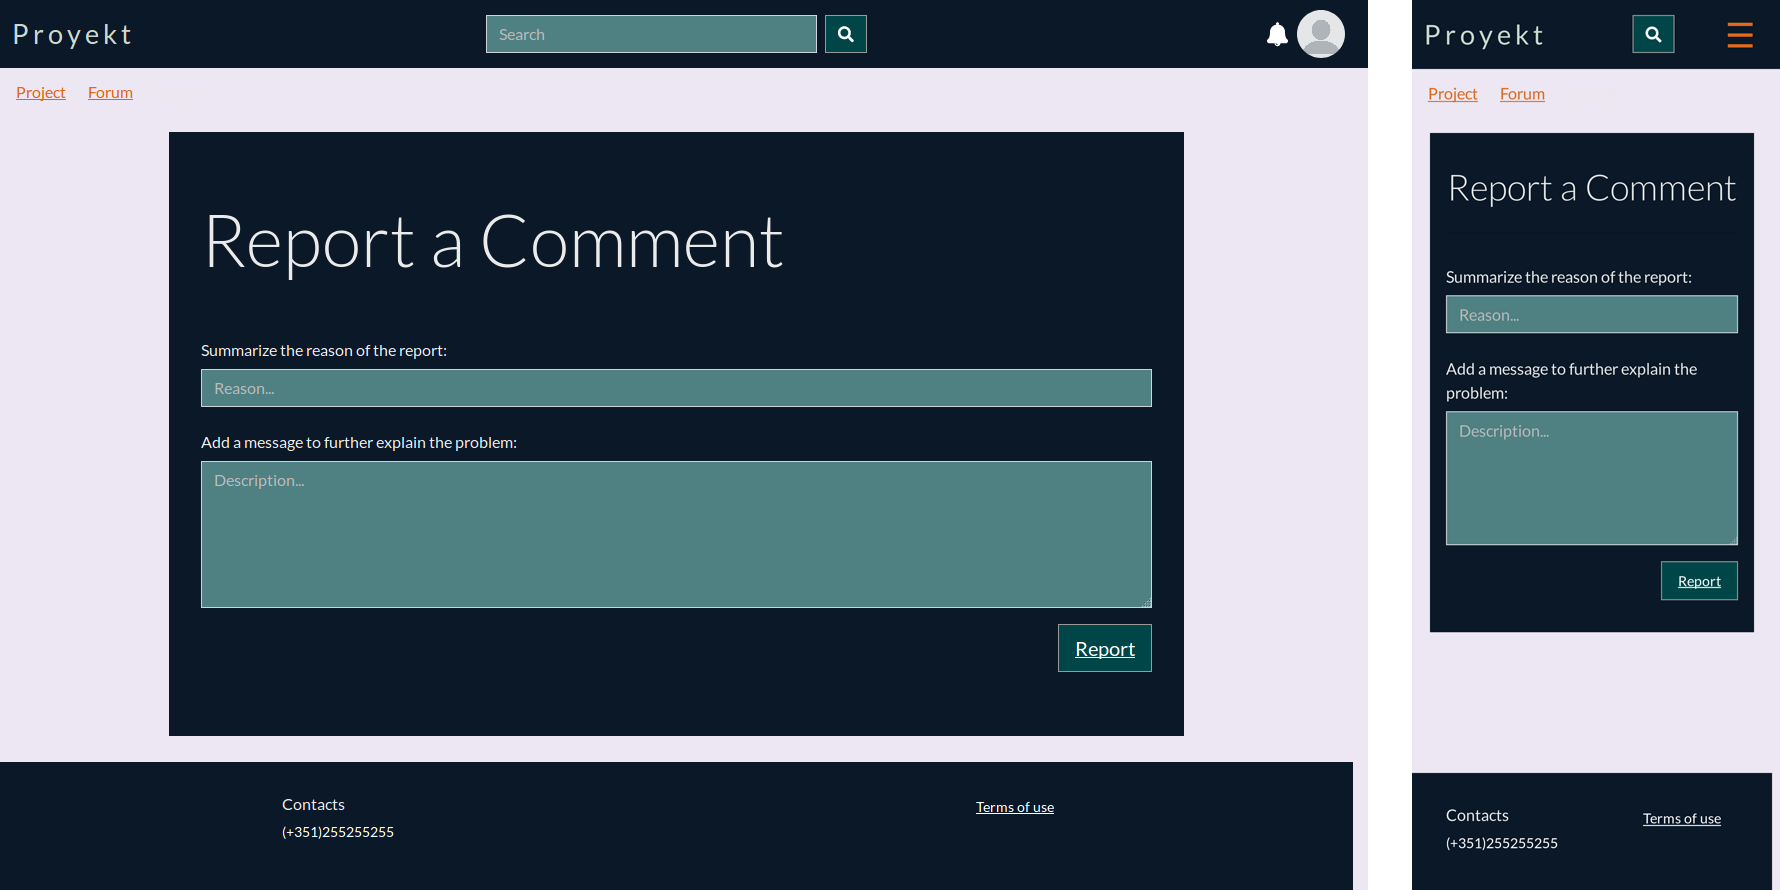 Proyekt
Search
Project Forum
Report a Comment
Summarize the reason of the report:
Reason...
Add a message to further explain the problem:
Description...
Report
Contacts
(+351)255255255
Terms of use
Proyekt
Project Forum
Report a Comment
Summarize the reason of the report:
Reason...
Add a message to further explain the
problem:
Description...
Report
Contacts
(+351)255255255
Terms of use